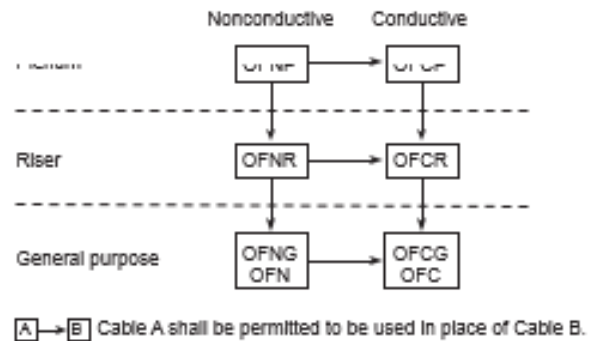 Nonconductive Conductive
Riser OFNR OFCR
General purpose
OFNG OFCG
OFN OFC
A B Cable A shall be permitted to be used in place of Cable B.